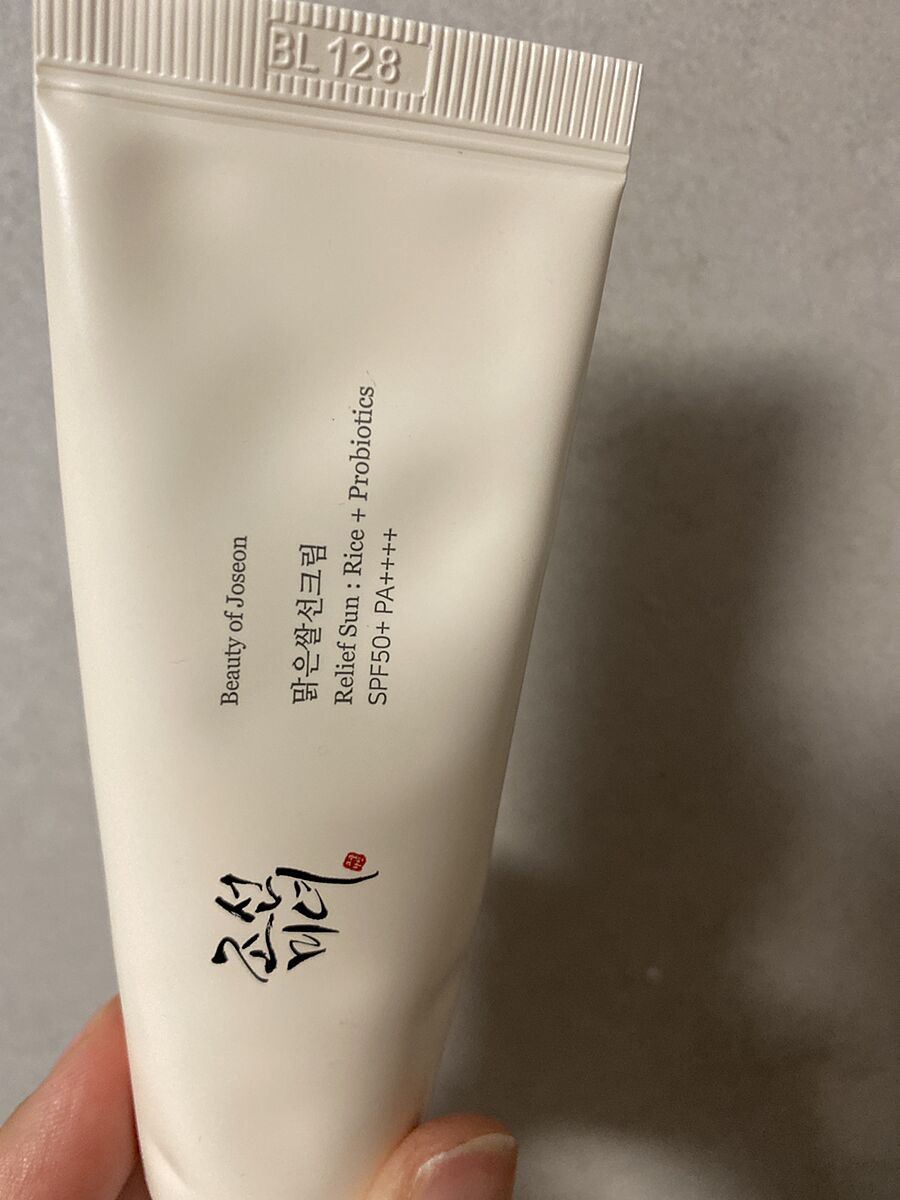 BL 128
Beauty of Joseon
맑은쌀선크림
Relief Sun : Rice + Probiotics
SPF50+ PA++++
조선
미녀